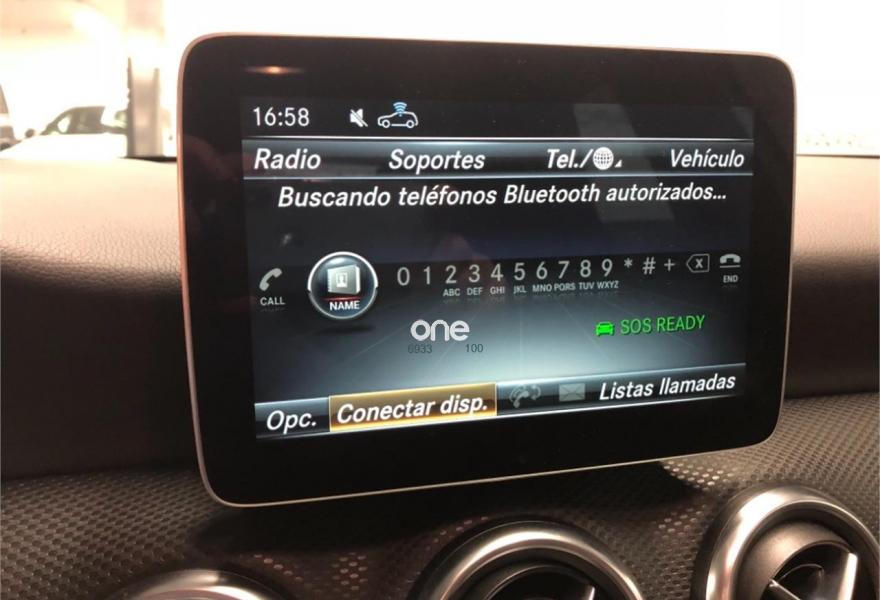 16:58
Radio Soportes Tel./ Vehículo
Buscando teléfonos Bluetooth autorizados...
CALL NAME 0 1 2 ABC 3 DEF 4 GHI 5 JKL 6 MNO 7 PQRS 8 TUV 9 WXYZ * # + X END
SOS READY
one
6933 100
Opc. Conectar disp. Listas llamadas